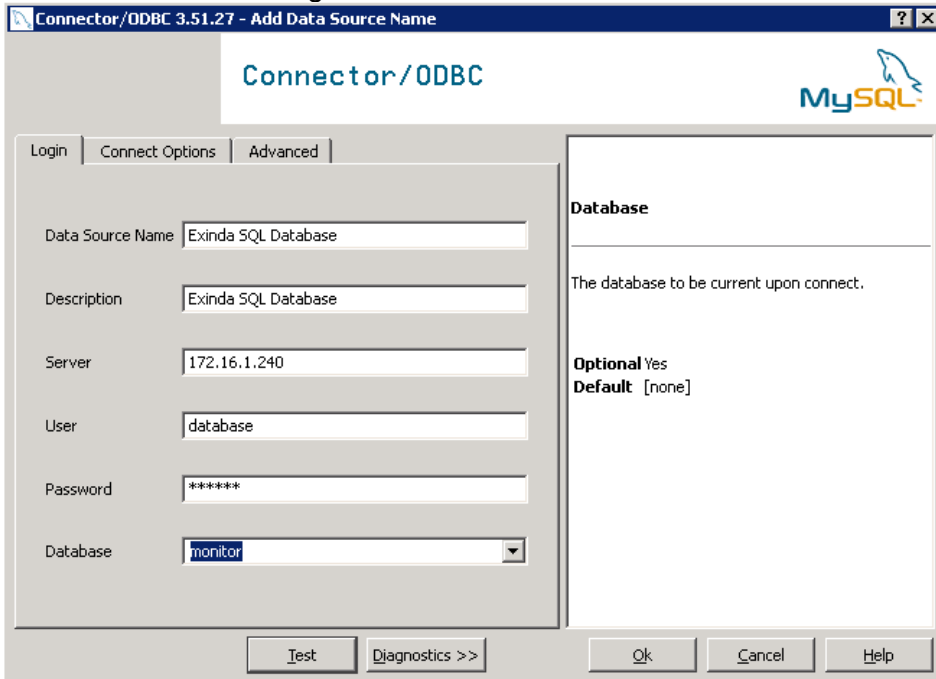 Connector/ODBC 3.51.27 - Add Data Source Name
Connector/ODBC
MySQL
Login
Connect Options
Advanced
Data Source Name Exinda SQL Database
Description Exinda SQL Database
Server 172.16.1.240
User database
Password ******
Database monitor
Database
The database to be current upon connect.
Optional Yes
Default [none]
Test
Diagnostics >>
Ok
Cancel
Help